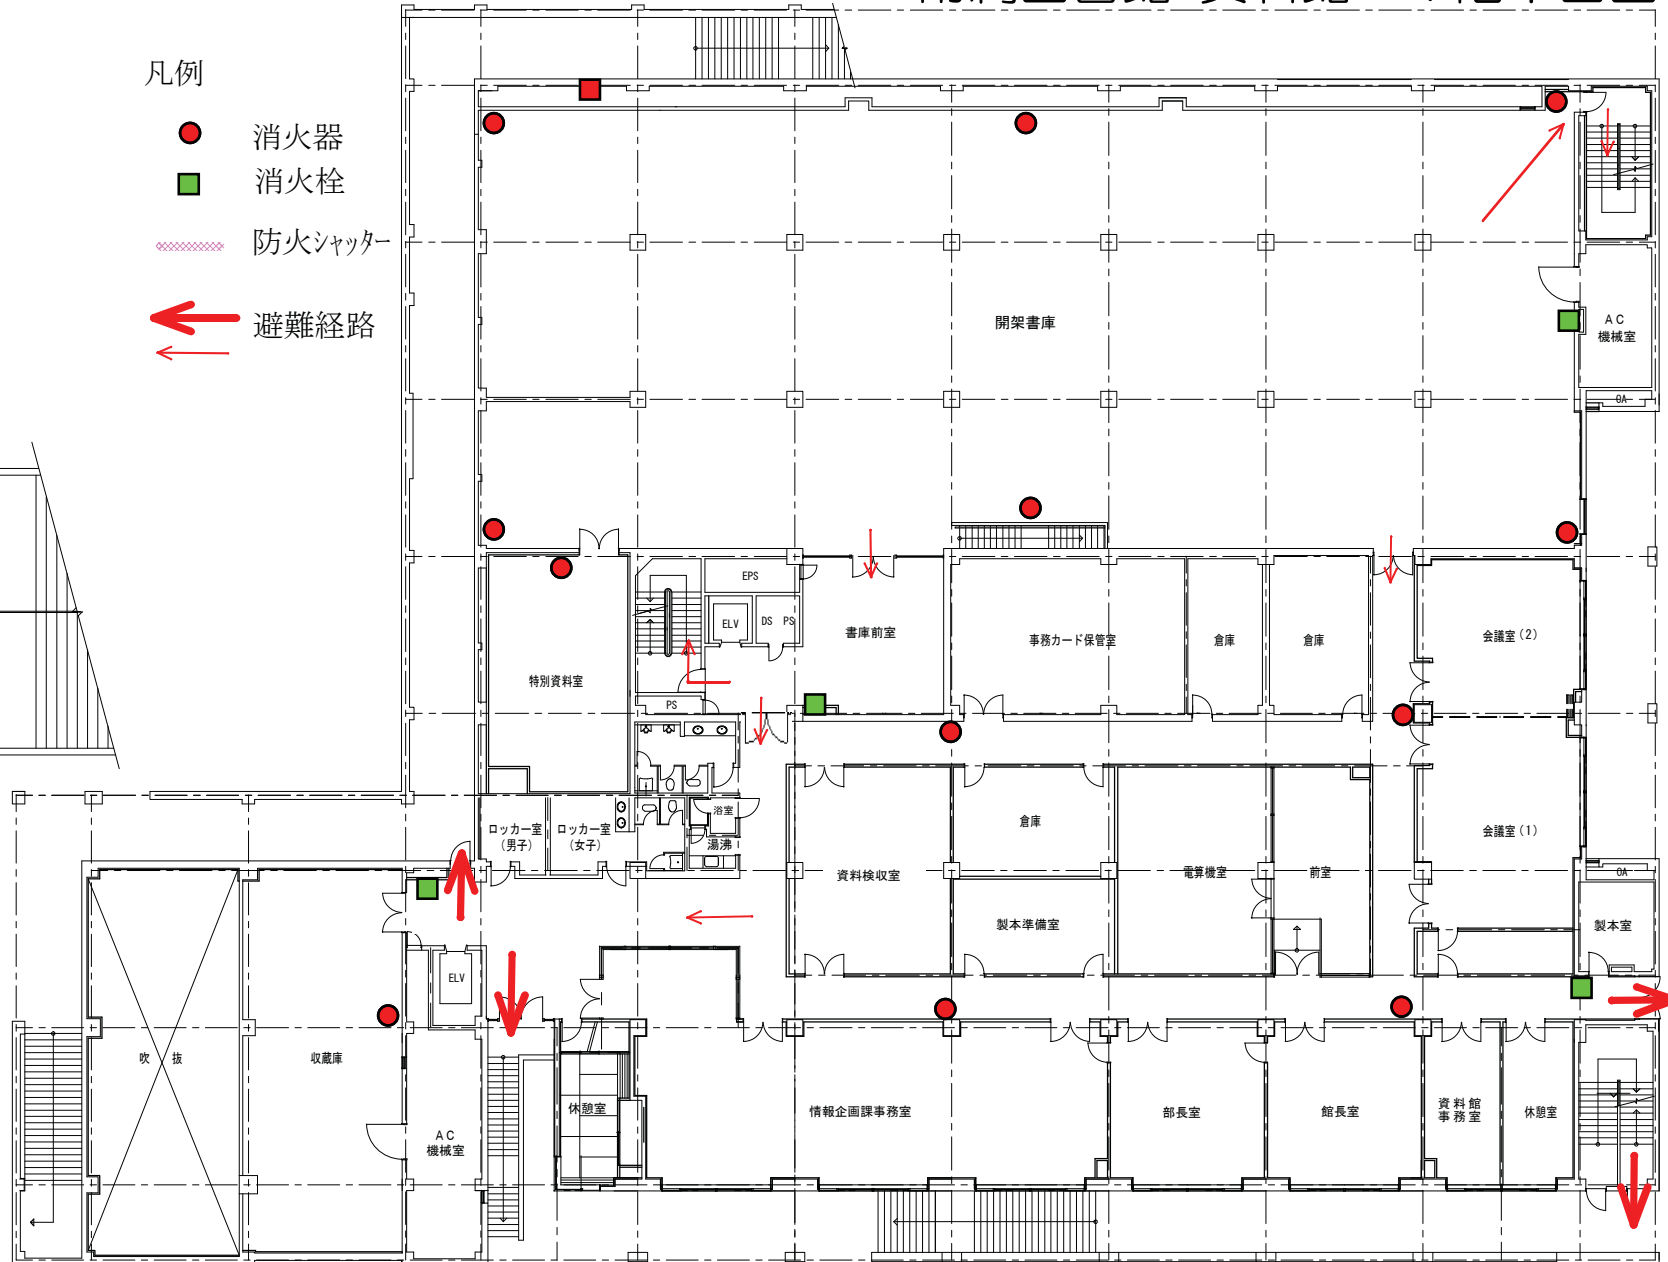 凡例
消火器
消火栓
防火シャッター
避難経路
開架書庫
AC
機械室
OA
EPS
ELV
DS
PS
書庫前室
事務カード保管室
倉庫
倉庫
会議室(2)
特別資料室
PS
浴室
湯沸
ロッカー室
(男子)
ロッカー室
(女子)
資料検収室
倉庫
製本準備室
電算機室
前室
会議室(1)
OA
製本室
ELV
吹 抜
収蔵庫
AC
機械室
休憩室
情報企画課事務室
部長室
館長室
資料館
事務室
休憩室